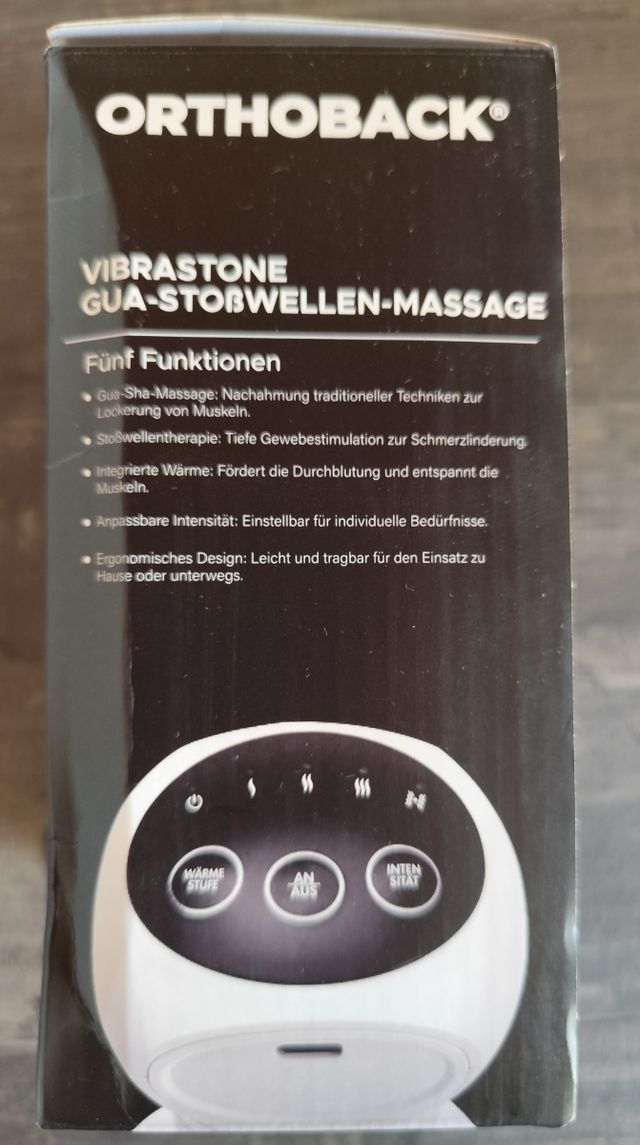 ORTHOBACK®
VIBRASTONE
GUA-STOßWELLEN-MASSAGE
Fünf Funktionen
• Gua-Sha-Massage: Nachahmung traditioneller Techniken zur
Lockerung von Muskeln.
• Stoßwellentherapie: Tiefe Gewebestimulation zur Schmerzlinderung.
• Integrierte Wärme: Fördert die Durchblutung und entspannt die
Muskeln.
• Anpassbare Intensität: Einstellbar für individuelle Bedürfnisse.
• Ergonomisches Design: Leicht und tragbar für den Einsatz zu
Hause oder unterwegs.
WÄRME
STUFE
AN
AUS
INTEN
SITÄT